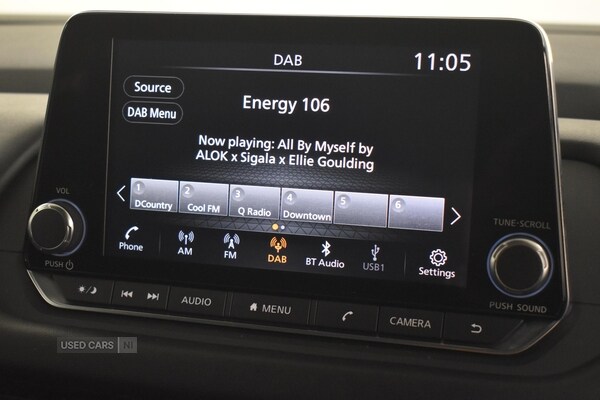 DAB
11:05
Source
DAB Menu
Energy 106
Now playing: All By Myself by
ALOK x Sigala x Ellie Goulding
1 2 3 4 5 6
DCountry Cool FM Q Radio Downtown
Phone AM FM DAB BT Audio USB1 Settings
VOL
PUSH
TUNE-SCROLL
PUSH SOUND
AUDIO MENU CAMERA
USED CARS NI